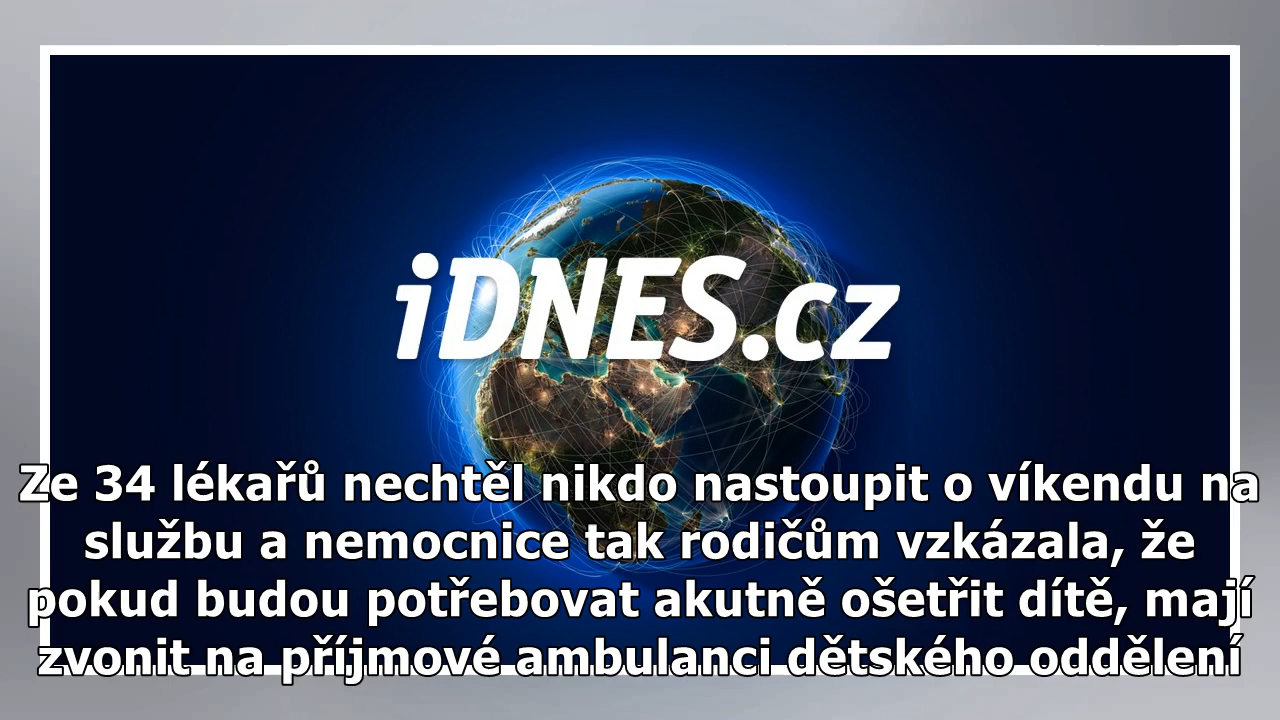 iDNES.cz
Ze 34 lékařů nechtěl nikdo nastoupit o víkendu na
službu a nemocnice tak rodičům vzkázala, že
pokud budou potřebovat akutně ošetřit dítě, mají
zvonit na příjmové ambulanci dětského oddělení